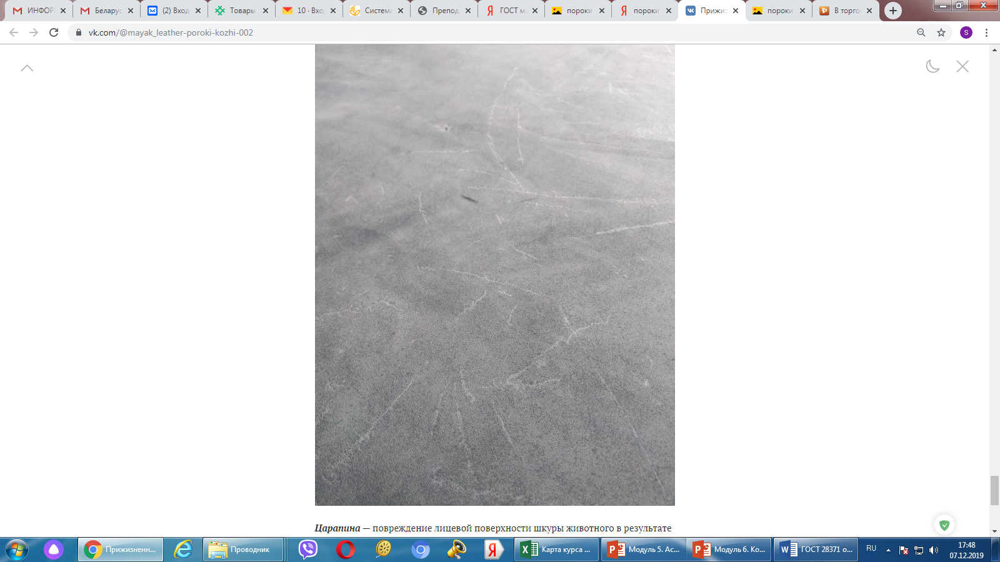 ИНФОР
Беларус
(2) Вход
Товары
10 · Вхо
Система
Препод
ГОСТ м
пороки
пороки
Прижиз
пороки
В торго
vk.com/@mayak_leather-poroki-kozhi-002
S
Царапина — повреждение лицевой поверхности шкуры животного в результате
Прижизненн...
Проводник
Карта курса ...
Модуль 5. Ас...
Модуль 6. Ко...
ГОСТ 28371 о...
RU
17:48
07.12.2019